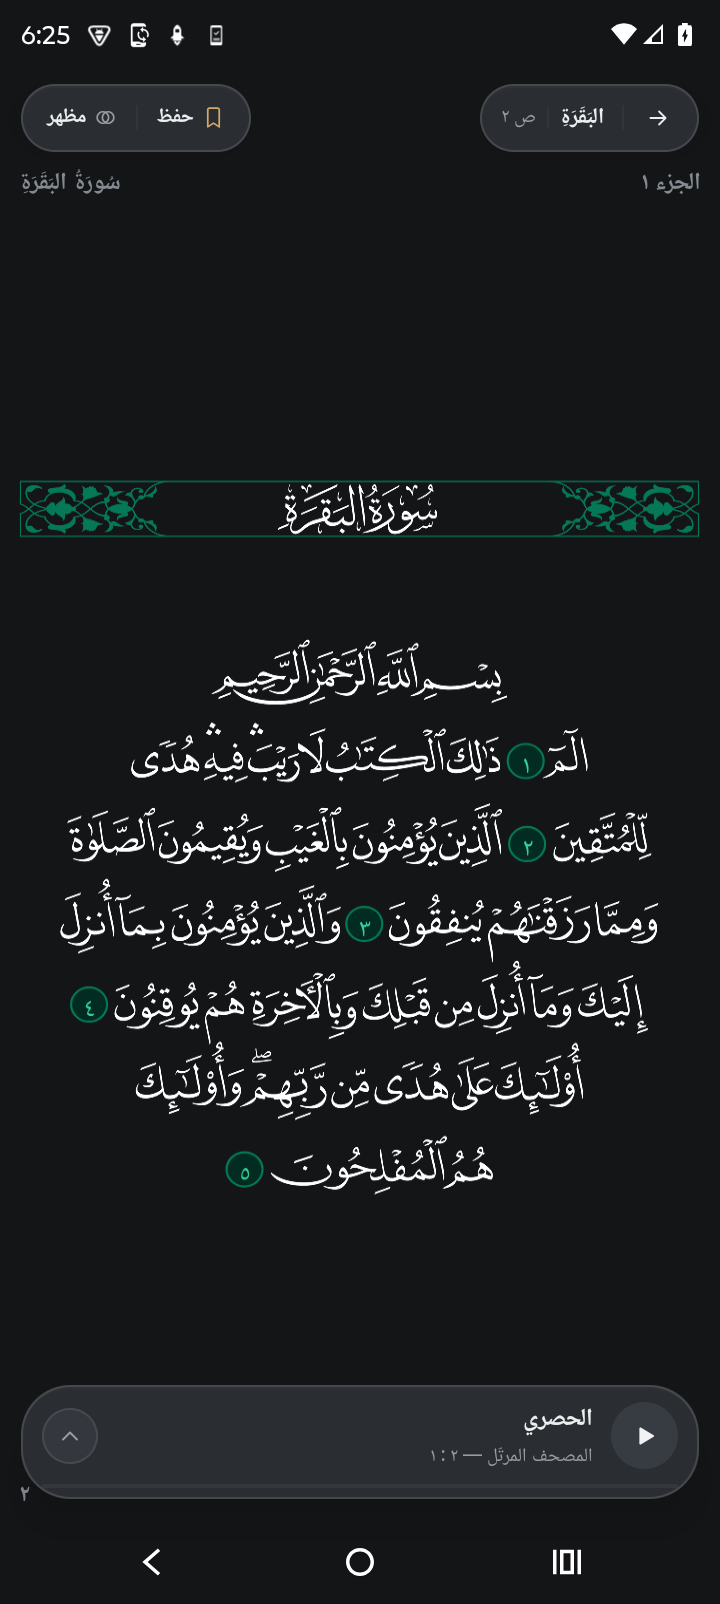 6:25
← البَقَرَةِ ص ٢
حفظ مظهر
الجزء ١
سُورَةُ البَقَرَةِ
سُورَةُ البَقَرَةِ
بِسۡمِ ٱللَّهِ ٱلرَّحۡمَٰنِ ٱلرَّحِيمِ
الٓمٓ ١ ذَٰلِكَ ٱلۡكِتَٰبُ لَا رَيۡبَۛ فِيهِۛ هُدٗى
لِّلۡمُتَّقِينَ ٢ ٱلَّذِينَ يُؤۡمِنُونَ بِٱلۡغَيۡبِ وَيُقِيمُونَ ٱلصَّلَوٰةَ
وَمِمَّا رَزَقۡنَٰهُمۡ يُنفِقُونَ ٣ وَٱلَّذِينَ يُؤۡمِنُونَ بِمَآ أُنزِلَ
إِلَيۡكَ وَمَآ أُنزِلَ مِن قَبۡلِكَ وَبِٱلۡأٓخِرَةِ هُمۡ يُوقِنُونَ ٤
أُوْلَٰٓئِكَ عَلَىٰ هُدٗى مِّن رَّبِّهِمۡۖ وَأُوْلَٰٓئِكَ
هُمُ ٱلۡمُفۡلِحُونَ ٥
الحصري
المصحف المرتّل — ٢ : ١
٢